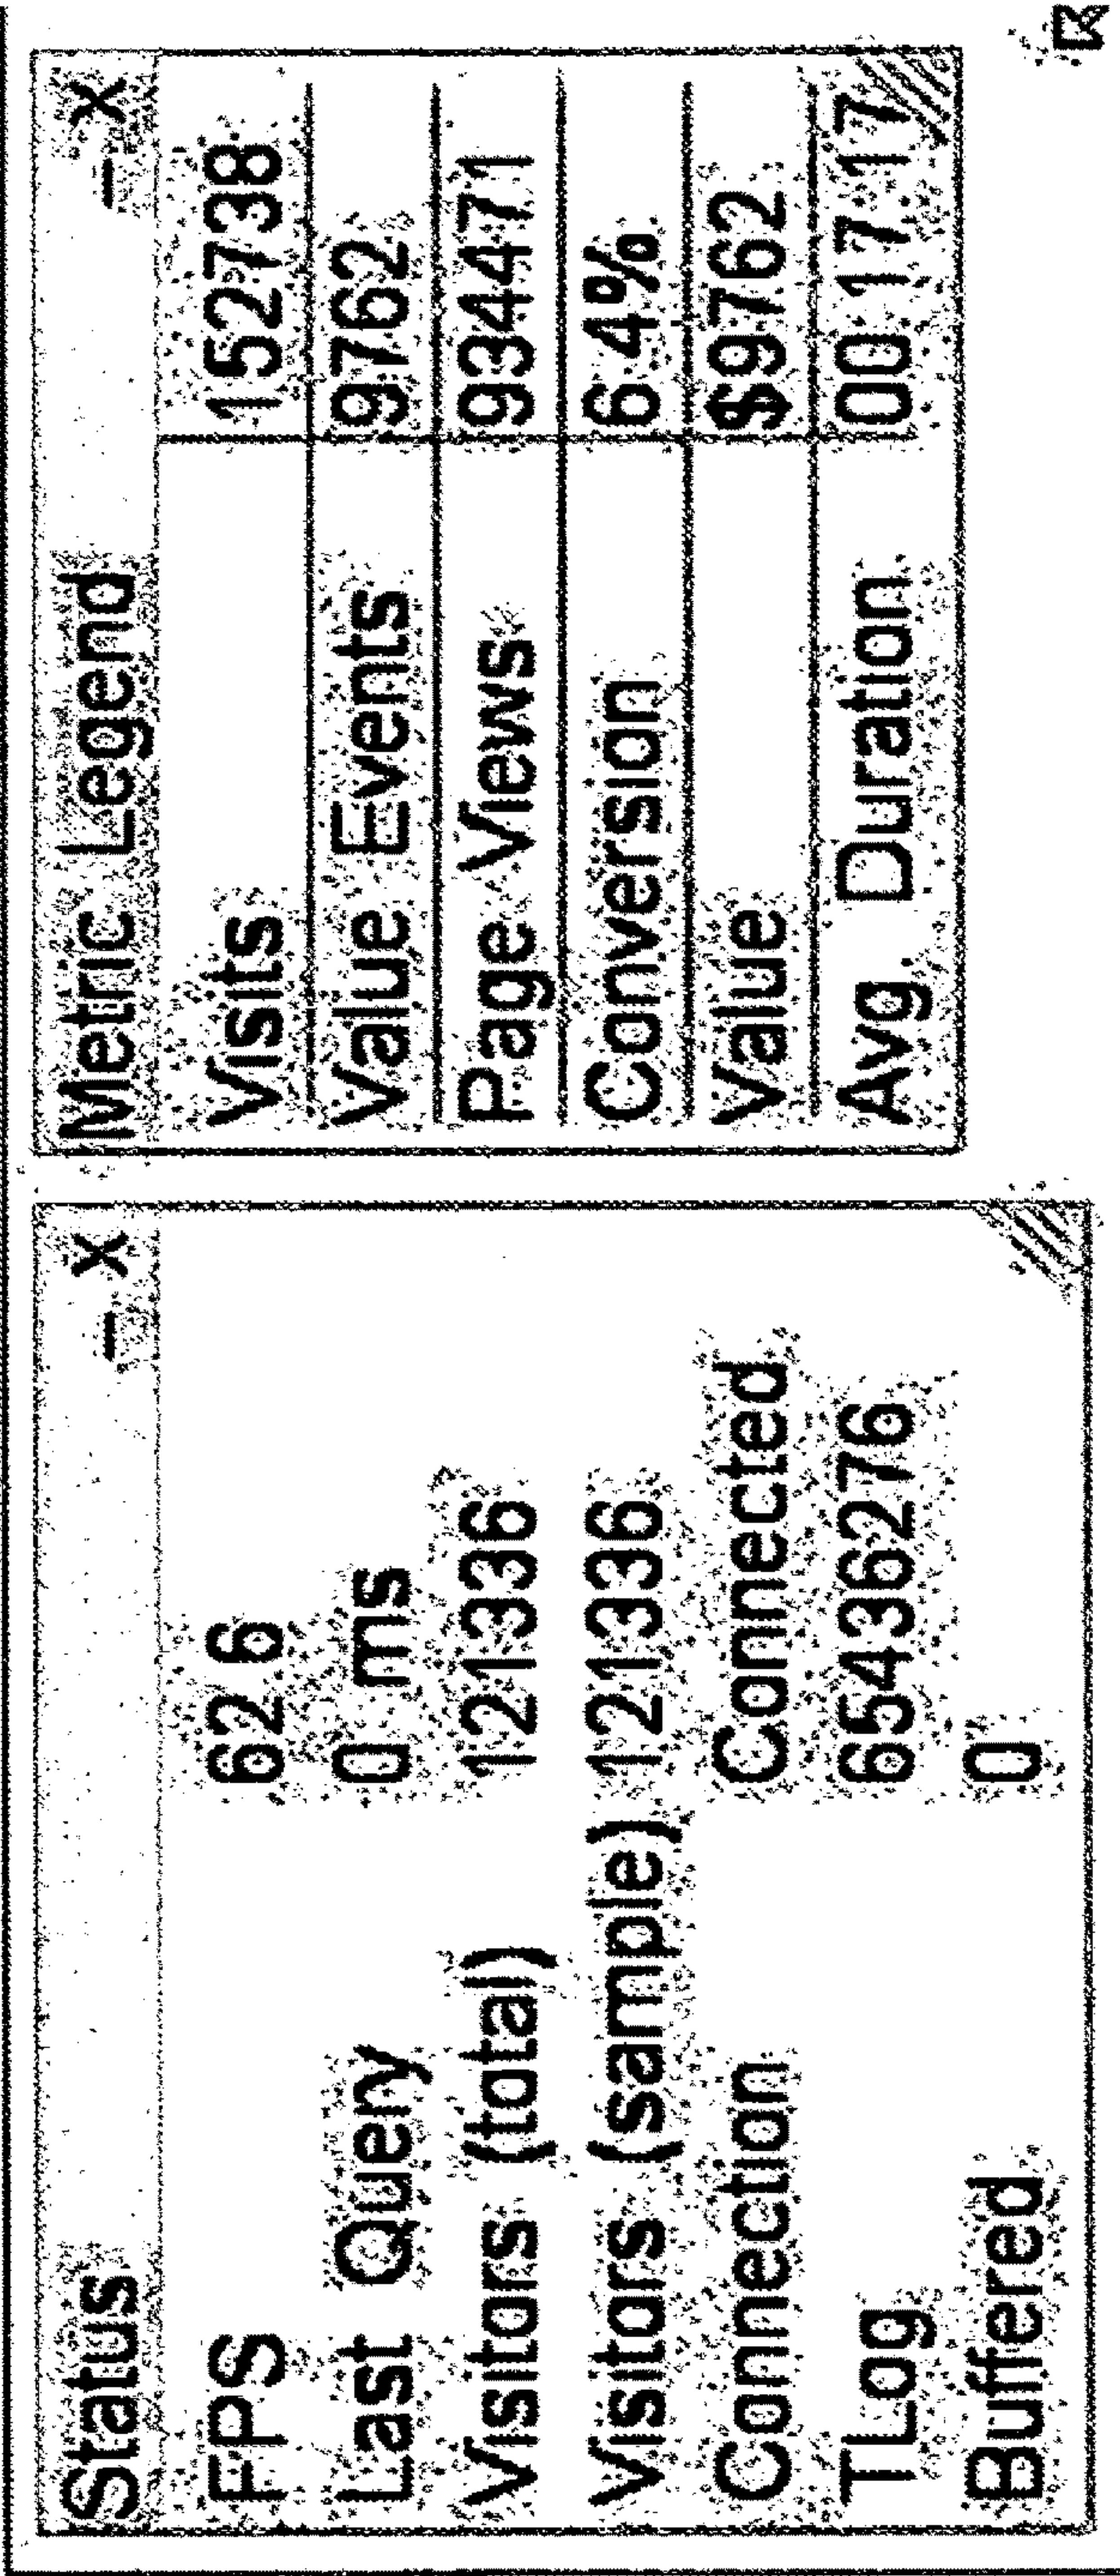 Status _ X
FPS 62 6
Last Query 0 ms
Visitors (total) 121336
Visitors (sample) 121336
Connection Connected
TLog 65436276
Buffered 0
Metric Legend _ X
Visits 152738
Value Events 9762
Page Views 934471
Conversion 6 4%
Value $9762
Avg. Duration 00 17 17